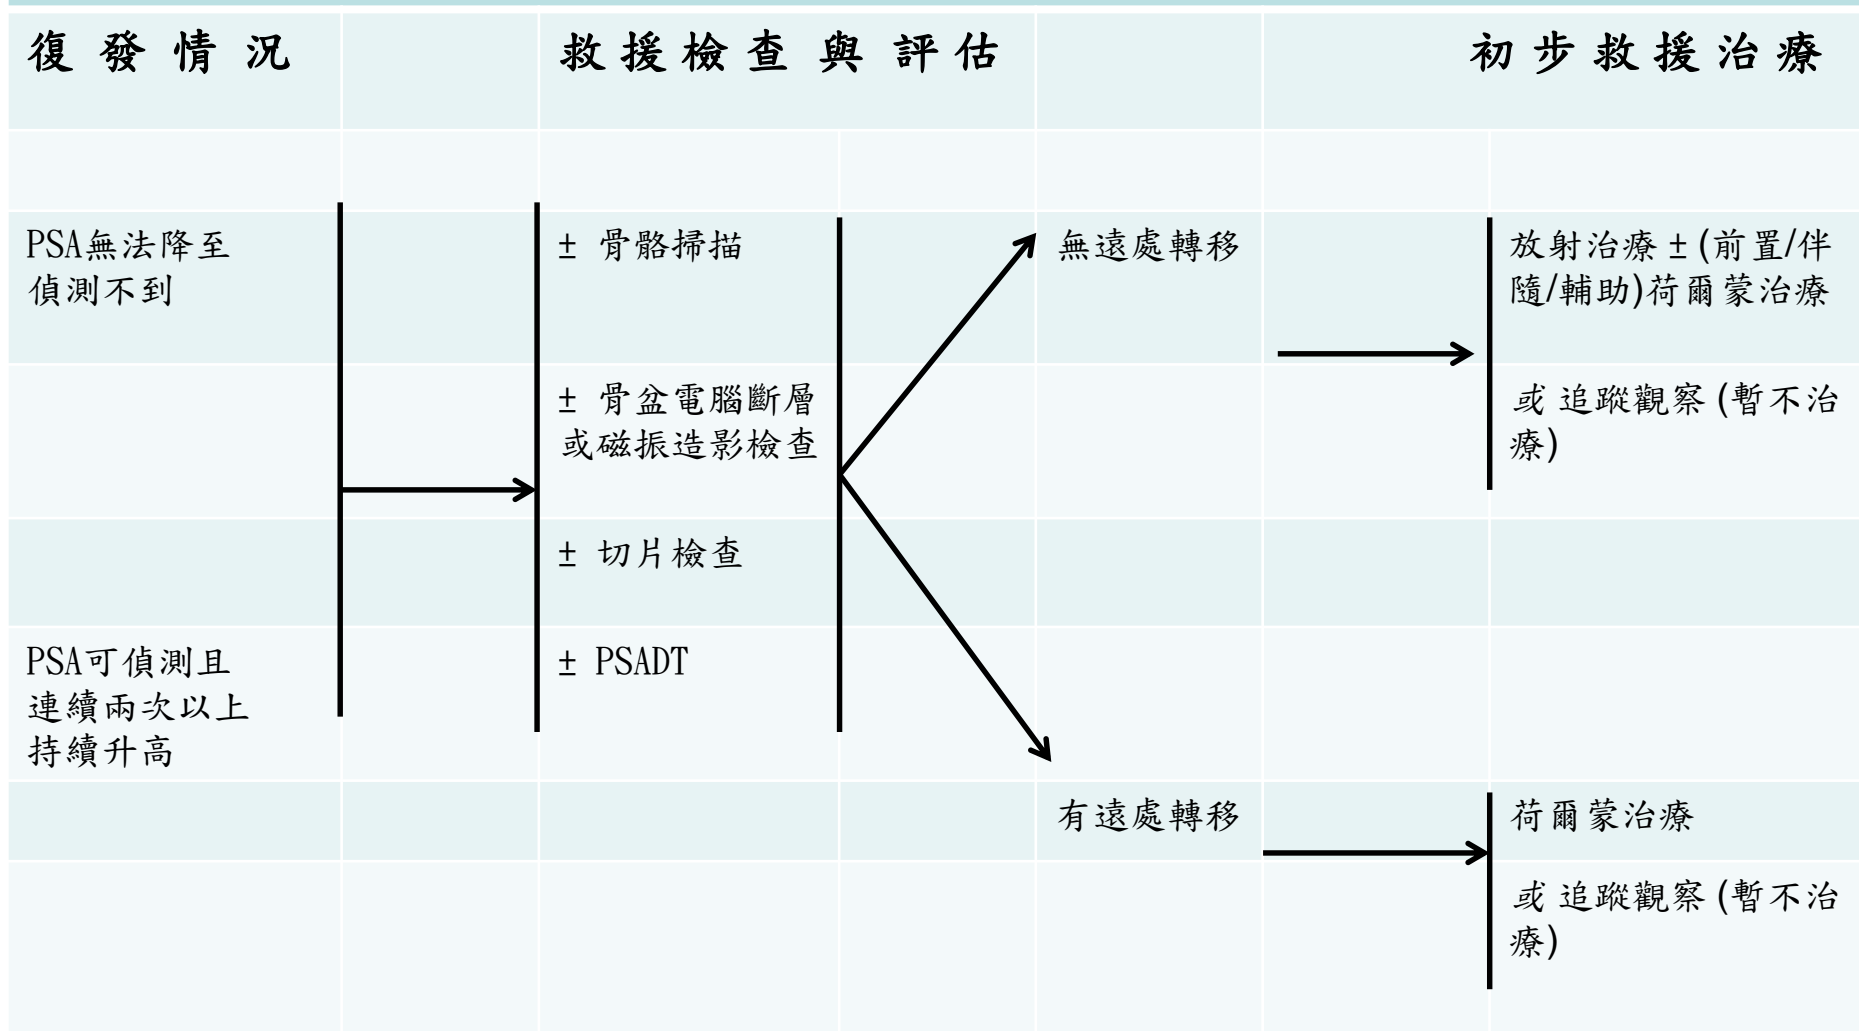 復發情況 救援檢查與評估 初步救援治療
PSA無法降至
偵測不到
± 骨骼掃描
無遠處轉移
放射治療 ± (前置/伴
隨/輔助)荷爾蒙治療
± 骨盆電腦斷層
或磁振造影檢查
或 追蹤觀察 (暫不治
療)
± 切片檢查
PSA可偵測且
連續兩次以上
持續升高
± PSADT
有遠處轉移
荷爾蒙治療
或 追蹤觀察 (暫不治
療)